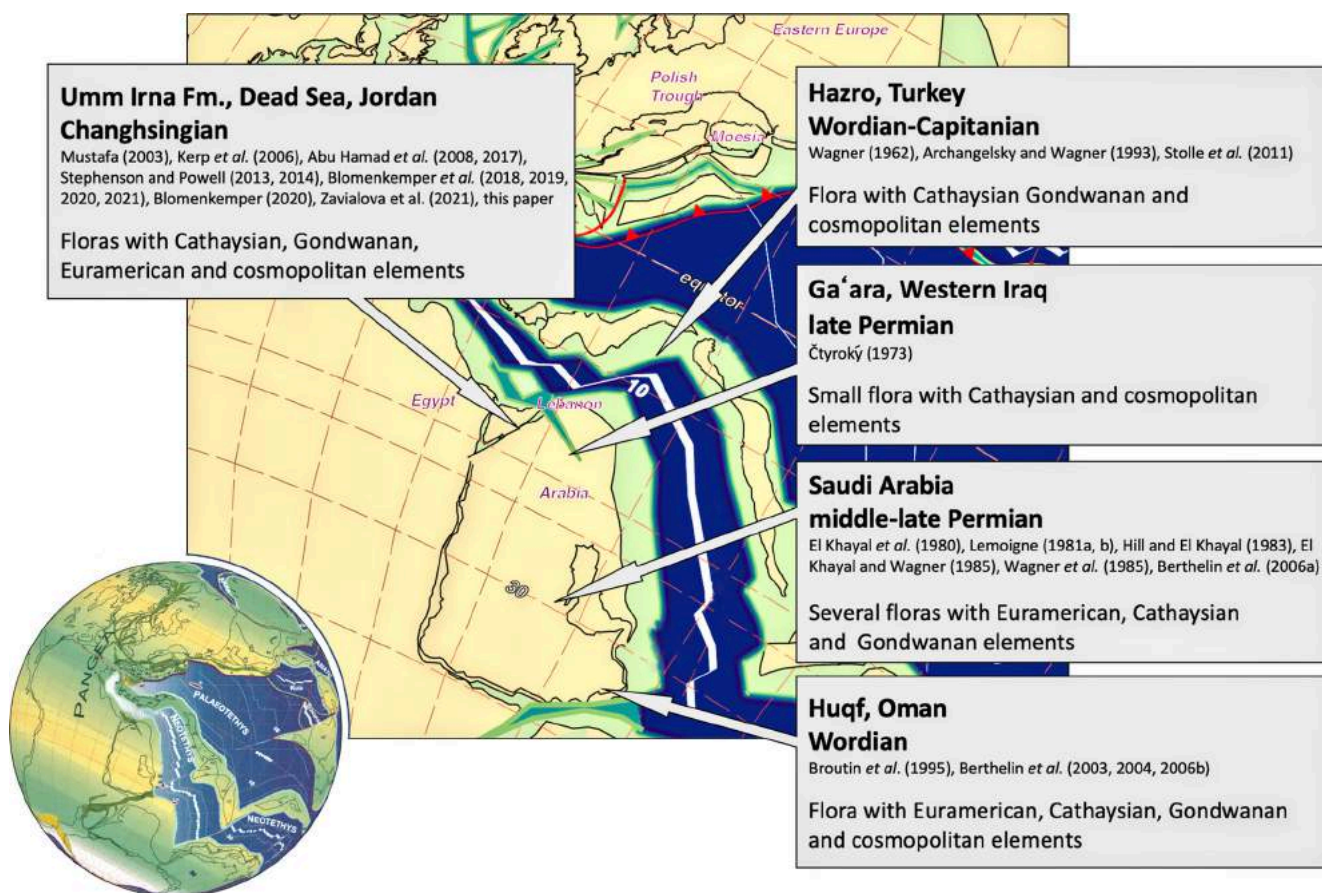 Eastern Europe
Polish
Trough
Moesia
Umm Irna Fm., Dead Sea, Jordan
Changhsingian
Mustafa (2003), Kerp et al. (2006), Abu Hamad et al. (2008, 2017),
Stephenson and Powell (2013, 2014), Blomenkemper et al. (2018, 2019,
2020, 2021), Blomenkemper (2020), Zavialova et al. (2021), this paper
Floras with Cathaysian, Gondwanan,
Euramerican and cosmopolitan elements
Hazro, Turkey
Wordian-Capitanian
Wagner (1962), Archangelsky and Wagner (1993), Stolle et al. (2011)
Flora with Cathaysian Gondwanan and
cosmopolitan elements
equator
10
Egypt
Lebanon
Arabia
30
Gaʻara, Western Iraq
late Permian
Čtyroký (1973)
Small flora with Cathaysian and cosmopolitan
elements
Saudi Arabia
middle-late Permian
El Khayal et al. (1980), Lemoigne (1981a, b), Hill and El Khayal (1983), El
Khayal and Wagner (1985), Wagner et al. (1985), Berthelin et al. (2006a)
Several floras with Euramerican, Cathaysian
and  Gondwanan elements
Huqf, Oman
Wordian
Broutin et al. (1995), Berthelin et al. (2003, 2004, 2006b)
Flora with Euramerican, Cathaysian, Gondwanan
and cosmopolitan elements
PANGEA
PALAEOTETHYS
NEOTETHYS
NEOTETHYS